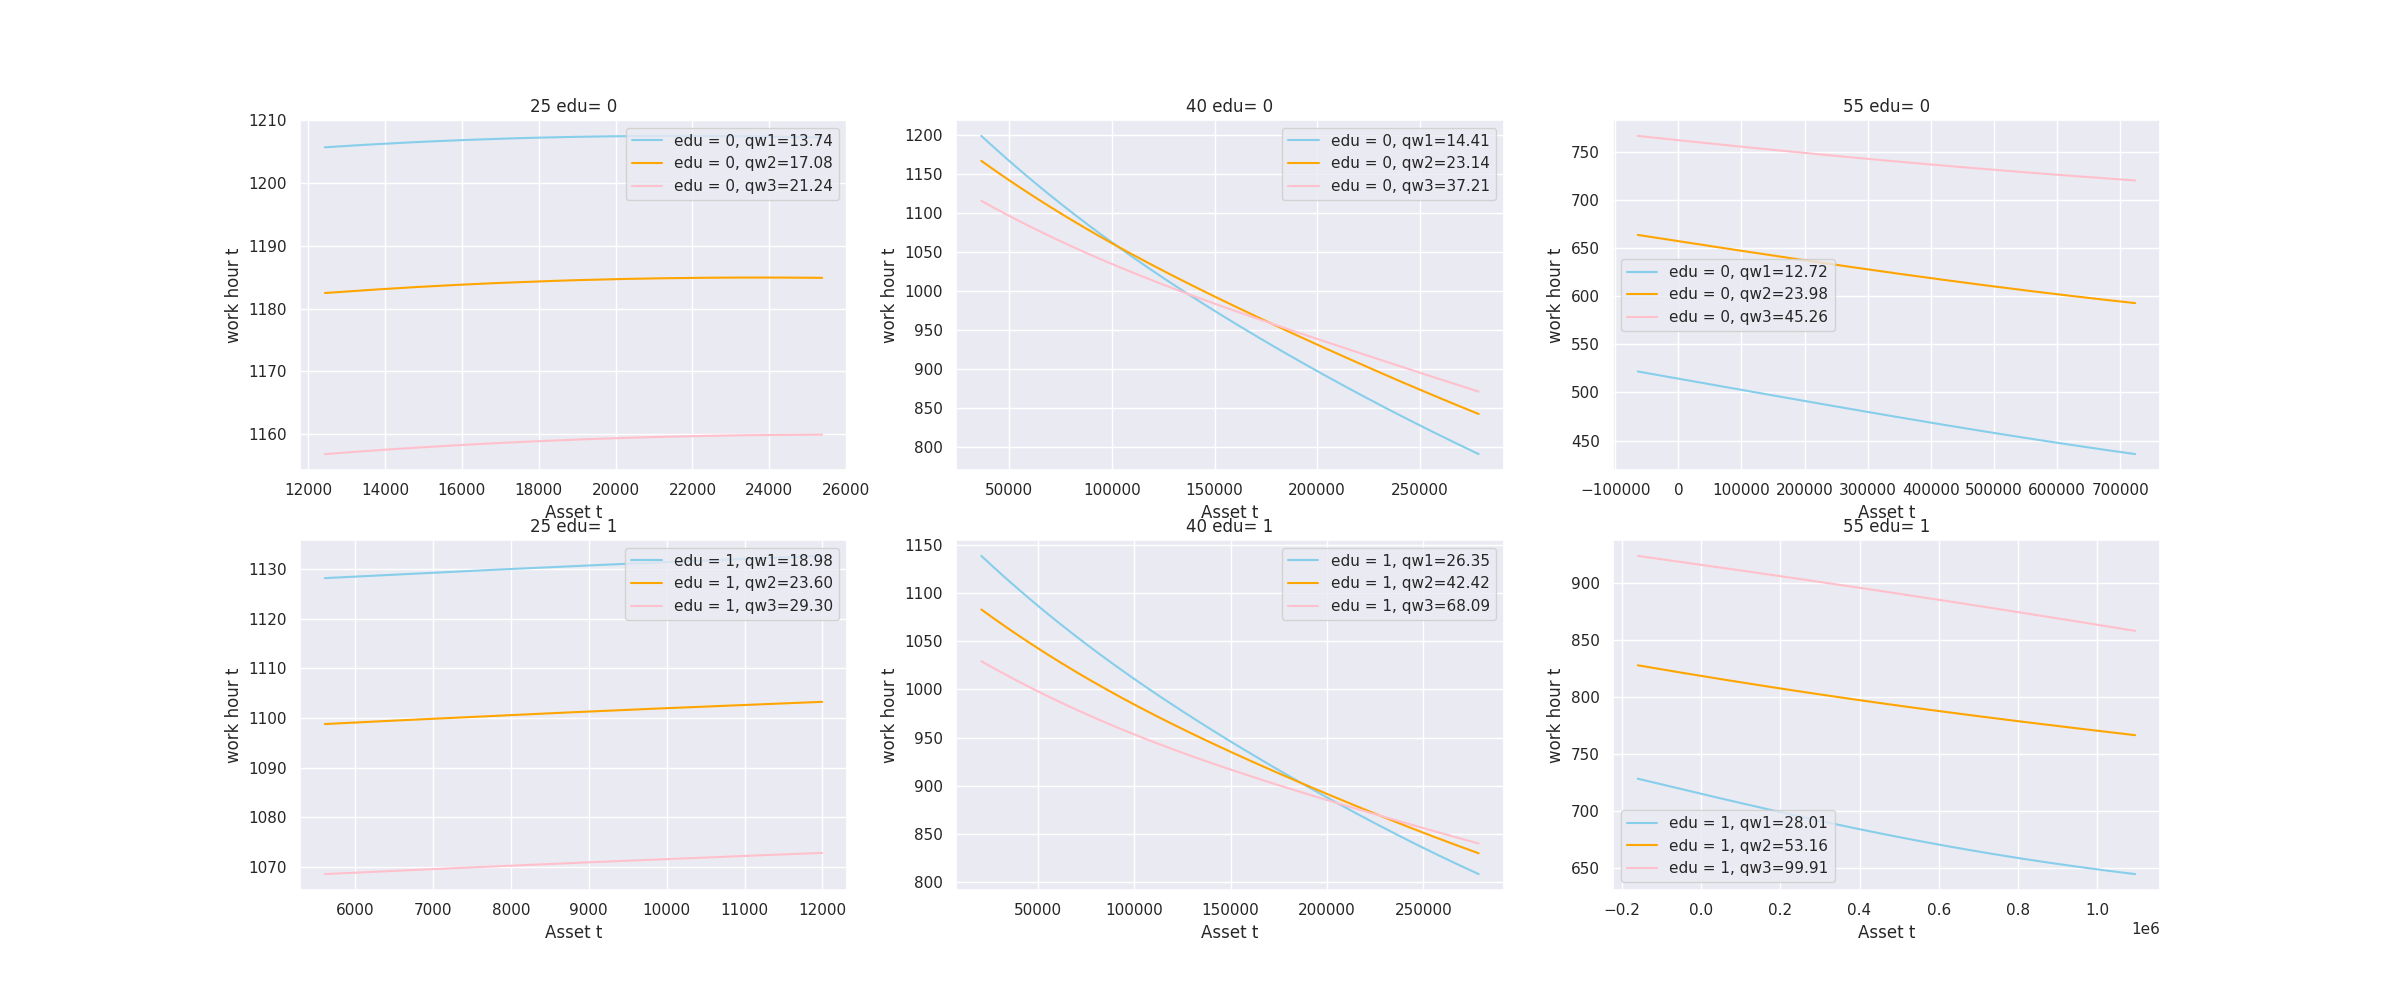 25 edu= 0
1210
1200
1190
1180
1170
1160
work hour t
edu = 0, qw1=13.74
edu = 0, qw2=17.08
edu = 0, qw3=21.24
12000 14000 16000 18000 20000 22000 24000 26000
Asset t
40 edu= 0
1200
1150
1100
1050
1000
950
900
850
800
work hour t
edu = 0, qw1=14.41
edu = 0, qw2=23.14
edu = 0, qw3=37.21
50000 100000 150000 200000 250000
Asset t
55 edu= 0
750
700
650
600
550
500
450
work hour t
edu = 0, qw1=12.72
edu = 0, qw2=23.98
edu = 0, qw3=45.26
−100000 0 100000 200000 300000 400000 500000 600000 700000
Asset t
25 edu= 1
1130
1120
1110
1100
1090
1080
1070
work hour t
edu = 1, qw1=18.98
edu = 1, qw2=23.60
edu = 1, qw3=29.30
6000 7000 8000 9000 10000 11000 12000
Asset t
40 edu= 1
1150
1100
1050
1000
950
900
850
800
work hour t
edu = 1, qw1=26.35
edu = 1, qw2=42.42
edu = 1, qw3=68.09
50000 100000 150000 200000 250000
Asset t
55 edu= 1
900
850
800
750
700
650
work hour t
edu = 1, qw1=28.01
edu = 1, qw2=53.16
edu = 1, qw3=99.91
−0.2 0.0 0.2 0.4 0.6 0.8 1.0
1e6
Asset t